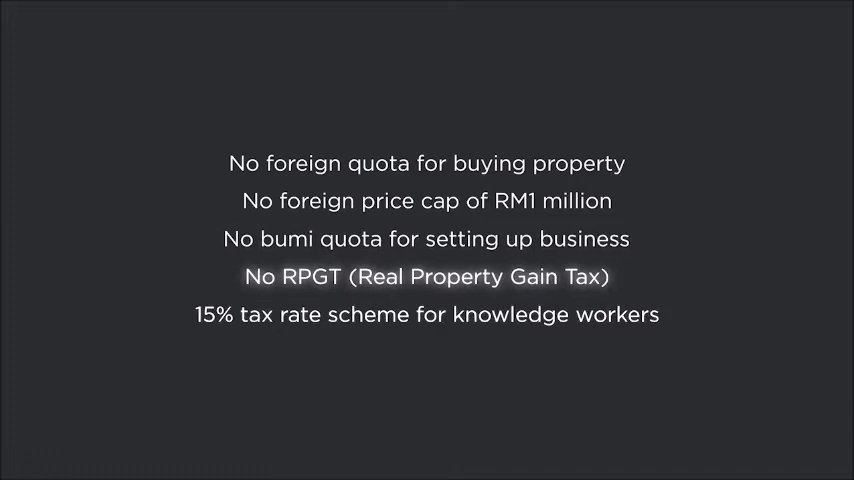 No foreign quota for buying property
No foreign price cap of RM1 million
No bumi quota for setting up business
No RPGT (Real Property Gain Tax)
15% tax rate scheme for knowledge workers